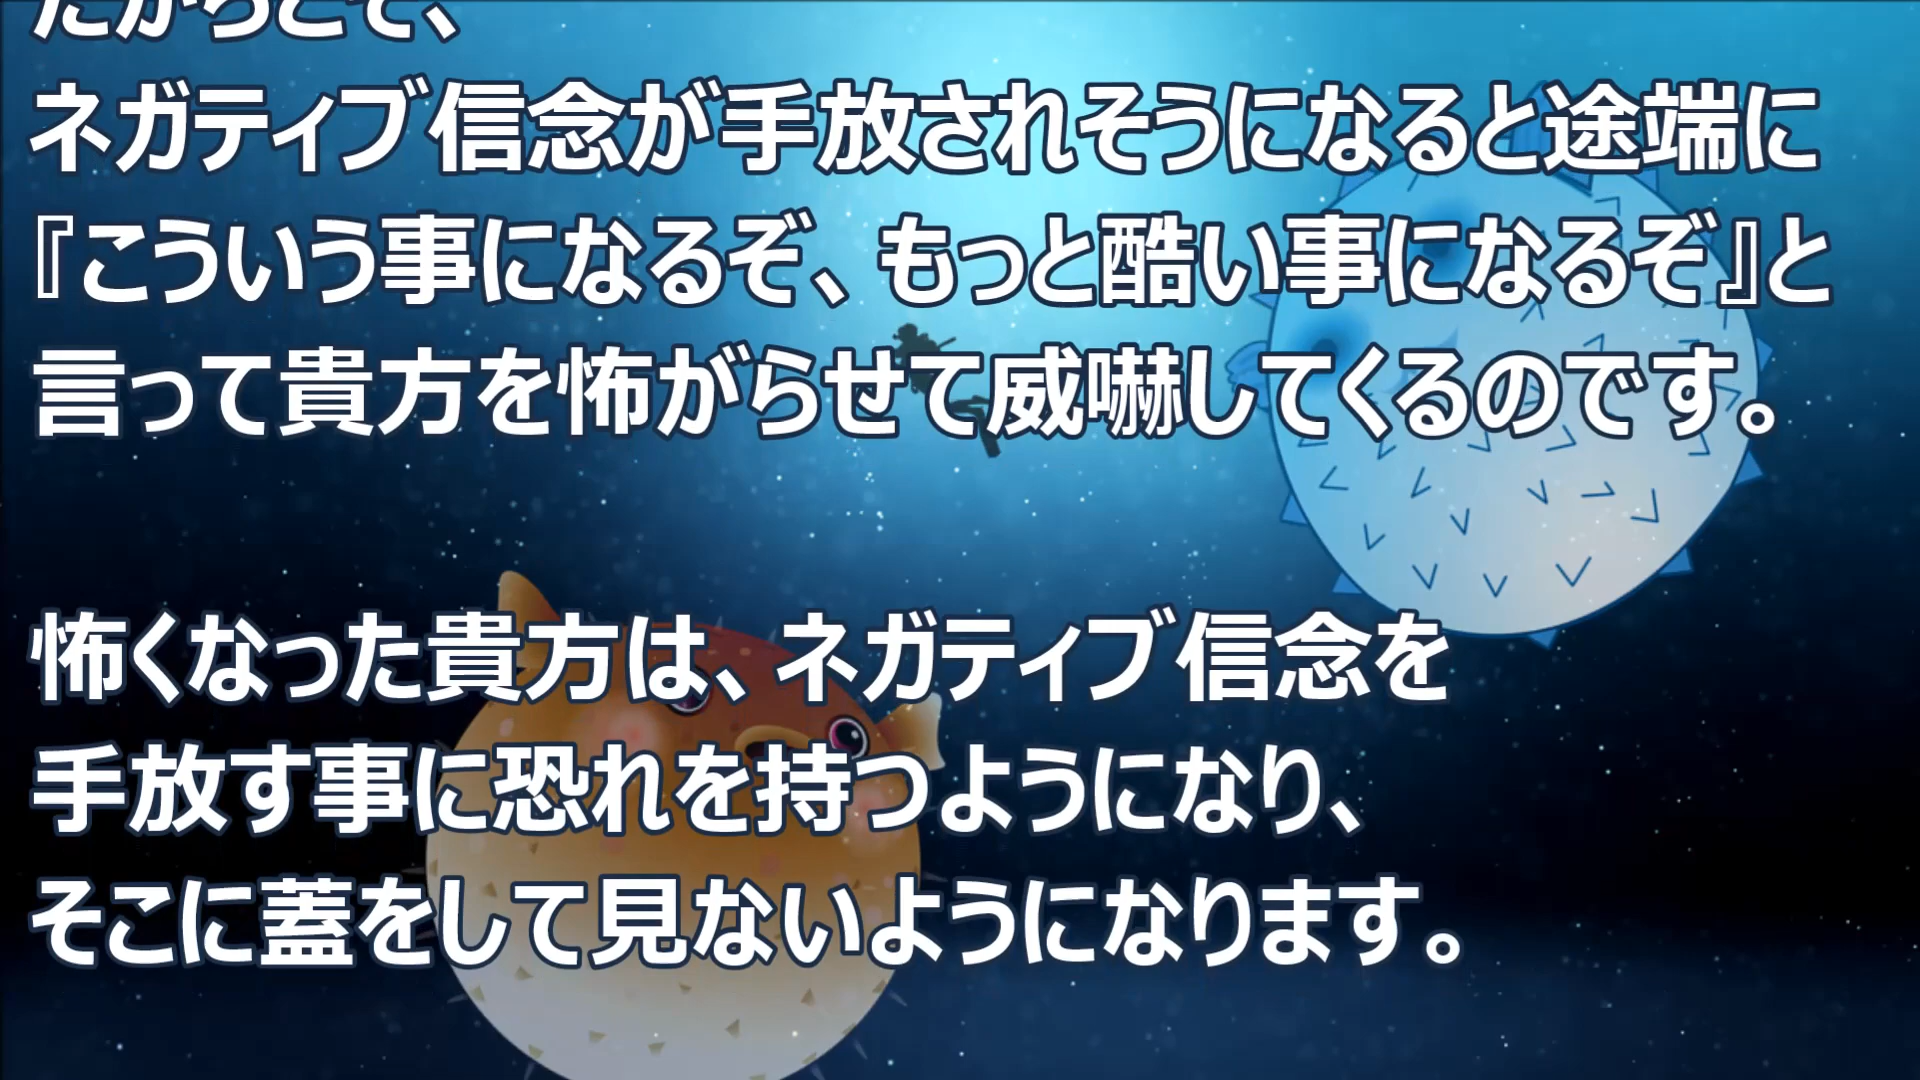 だからこそ、
ネガティブ信念が手放されそうになると途端に
『こういう事になるぞ、もっと酷い事になるぞ』と
言って貴方を怖がらせて威嚇してくるのです。
怖くなった貴方は、ネガティブ信念を
手放す事に恐れを持つようになり、
そこに蓋をして見ないようになります。